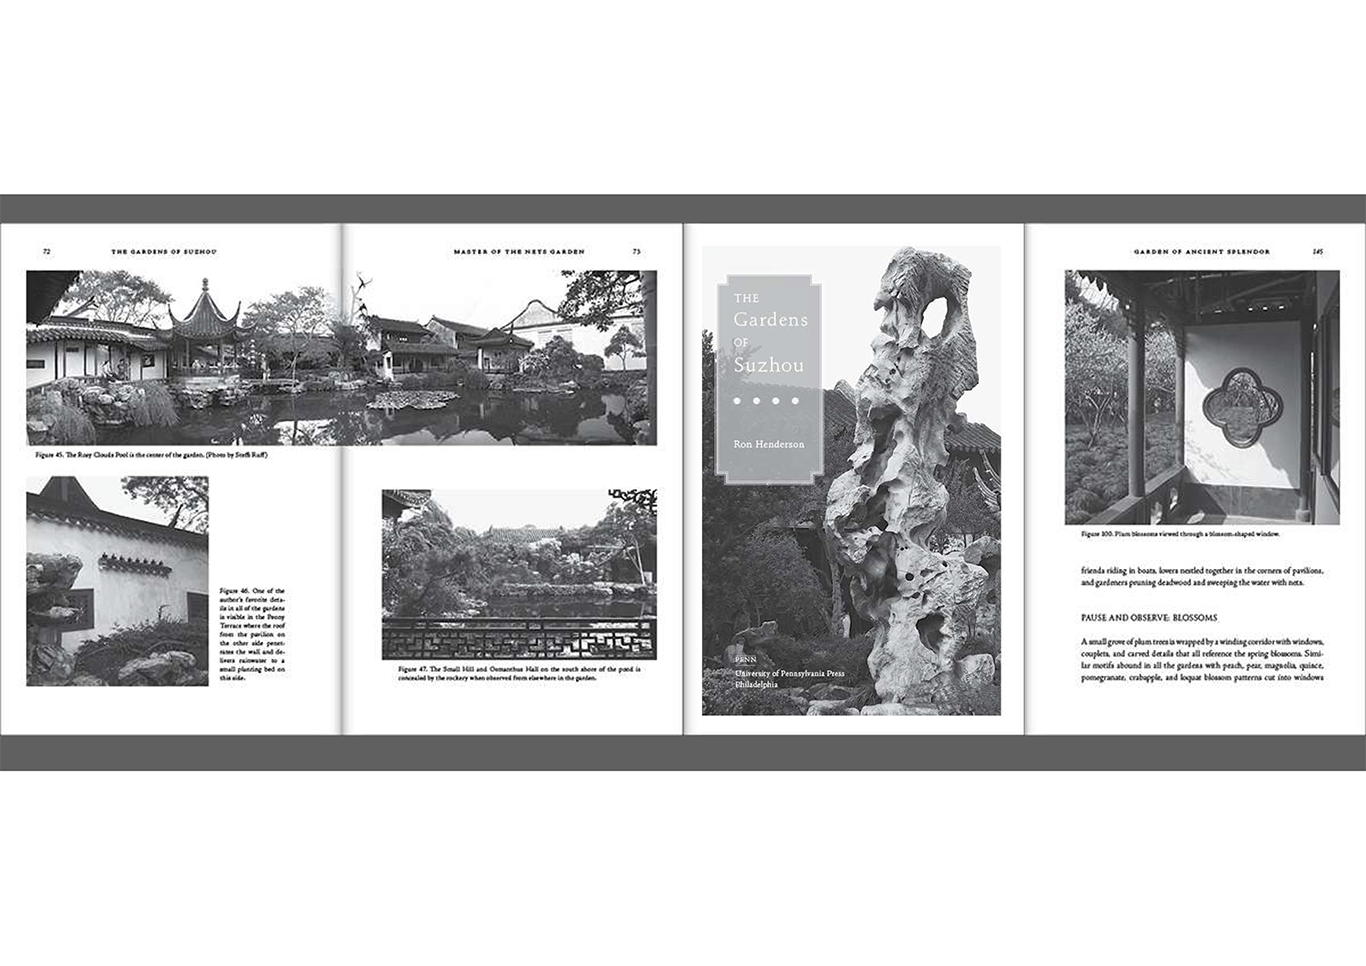 72
THE GARDENS OF SUZHOU
MASTER OF THE NETS GARDEN
73
Figure 45. The Rosy Clouds Pool is the center of the garden. (Photo by Steffi Ruff)
Figure 46. One of the
author's favorite deta-
ils in all of the gardens
is visible in the Peony
Terrace where the roof
from the pavilion on
the other side penet-
rates the wall and de-
livers rainwater to a
small planting bed on
this side.
Figure 47. The Small Hill and Osmanthus Hall on the south shore of the pond is
concealed by the rockery when observed from elsewhere in the garden.
THE
Gardens
OF
Suzhou
Ron Henderson
PENN
University of Pennsylvania Press
Philadelphia
GARDEN OF ANCIENT SPLENDOR
145
Figure 100. Plum blossoms viewed through a blossom-shaped window.
friends riding in boats, lovers nestled together in the corners of pavilions,
and gardeners pruning deadwood and sweeping the water with nets.
PAUSE AND OBSERVE: BLOSSOMS
A small grove of plum trees is wrapped by a winding corridor with windows,
couplets, and carved details that all reference the spring blossoms. Simi-
lar motifs abound in all the gardens with peach, pear, magnolia, quince,
pomegranate, crabapple, and loquat blossom patterns cut into windows